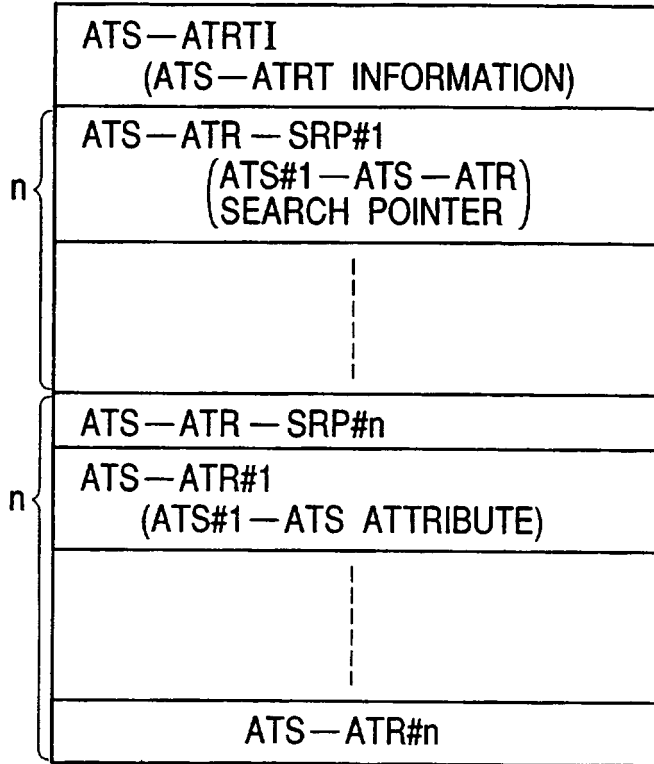 ATS—ATRTI
(ATS—ATRT INFORMATION)
n
ATS—ATR—SRP#1
(ATS#1—ATS—ATR
SEARCH POINTER)
ATS—ATR—SRP#n
n
ATS—ATR#1
(ATS#1—ATS ATTRIBUTE)
ATS—ATR#n